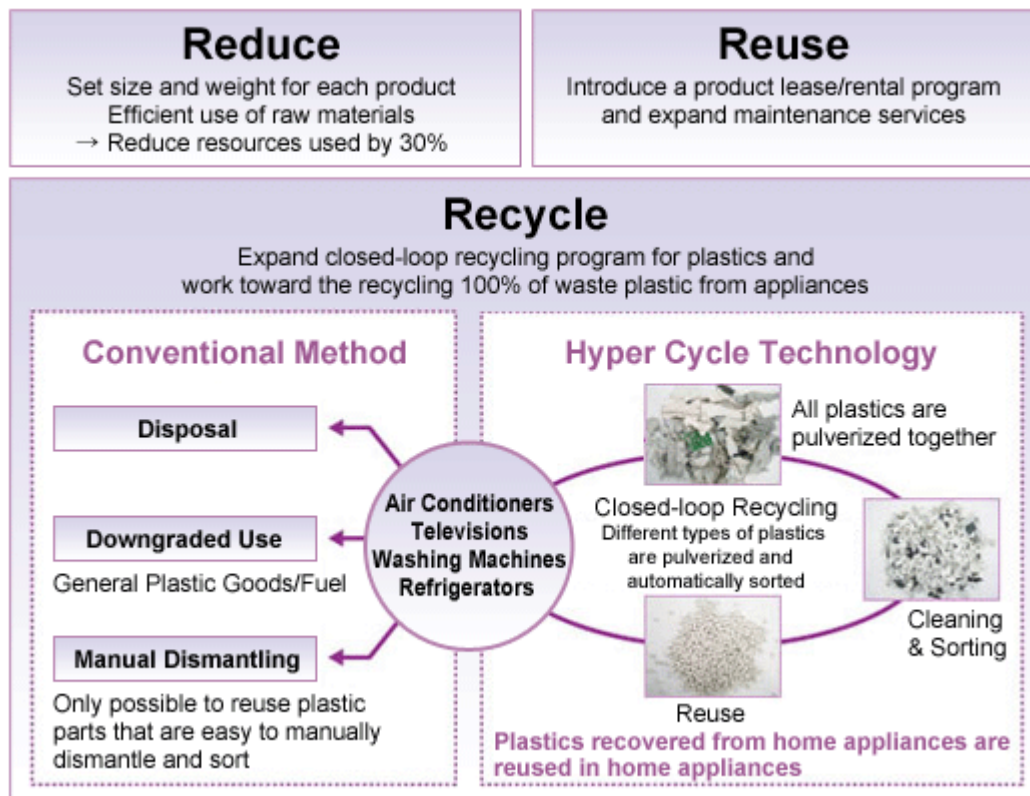 Reduce
Set size and weight for each product
Efficient use of raw materials
→ Reduce resources used by 30%
Reuse
Introduce a product lease/rental program
and expand maintenance services
Recycle
Expand closed-loop recycling program for plastics and
work toward the recycling 100% of waste plastic from appliances
Conventional Method
Disposal
Downgraded Use
General Plastic Goods/Fuel
Manual Dismantling
Only possible to reuse plastic
parts that are easy to manually
dismantle and sort
Air Conditioners
Televisions
Washing Machines
Refrigerators
Hyper Cycle Technology
All plastics are
pulverized together
Closed-loop Recycling
Different types of plastics
are pulverized and
automatically sorted
Cleaning
& Sorting
Reuse
Plastics recovered from home appliances are
reused in home appliances